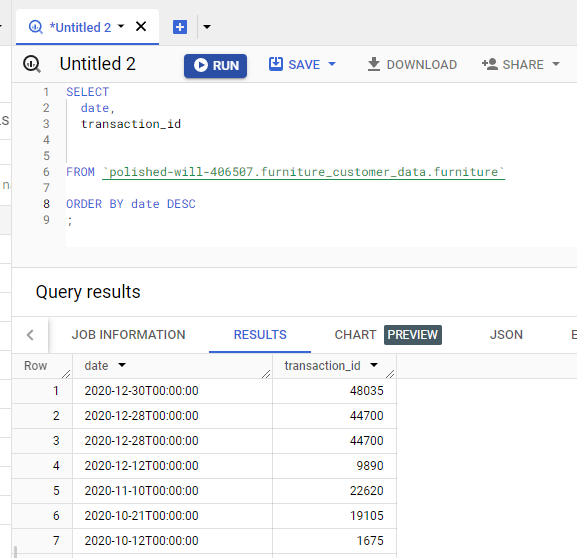 *Untitled 2
Untitled 2 RUN SAVE DOWNLOAD SHARE
1 SELECT
2 date,
3 transaction_id
4
5
6 FROM `polished-will-406507.furniture_customer_data.furniture`
7
8 ORDER BY date DESC
9 ;
Query results
JOB INFORMATION RESULTS CHART PREVIEW JSON
Row date transaction_id
1 2020-12-30T00:00:00 48035
2 2020-12-28T00:00:00 44700
3 2020-12-28T00:00:00 44700
4 2020-12-12T00:00:00 9890
5 2020-11-10T00:00:00 22620
6 2020-10-21T00:00:00 19105
7 2020-10-12T00:00:00 1675